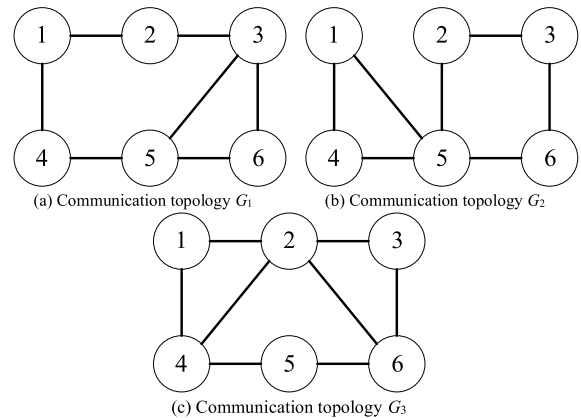 1 2 3 1 2 3
4 5 6 4 5 6
(a) Communication topology G1 (b) Communication topology G2
1 2 3
4 5 6
(c) Communication topology G3